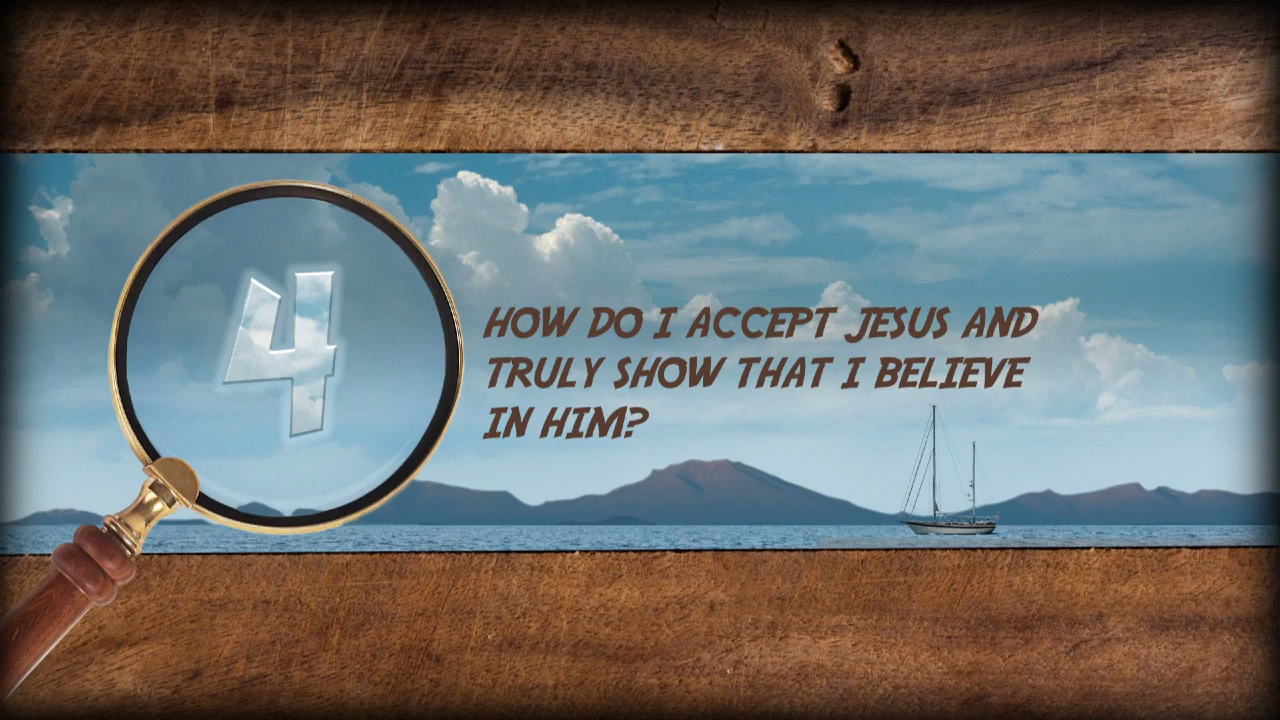 4
HOW DO I ACCEPT JESUS AND
TRULY SHOW THAT I BELIEVE
IN HIM?